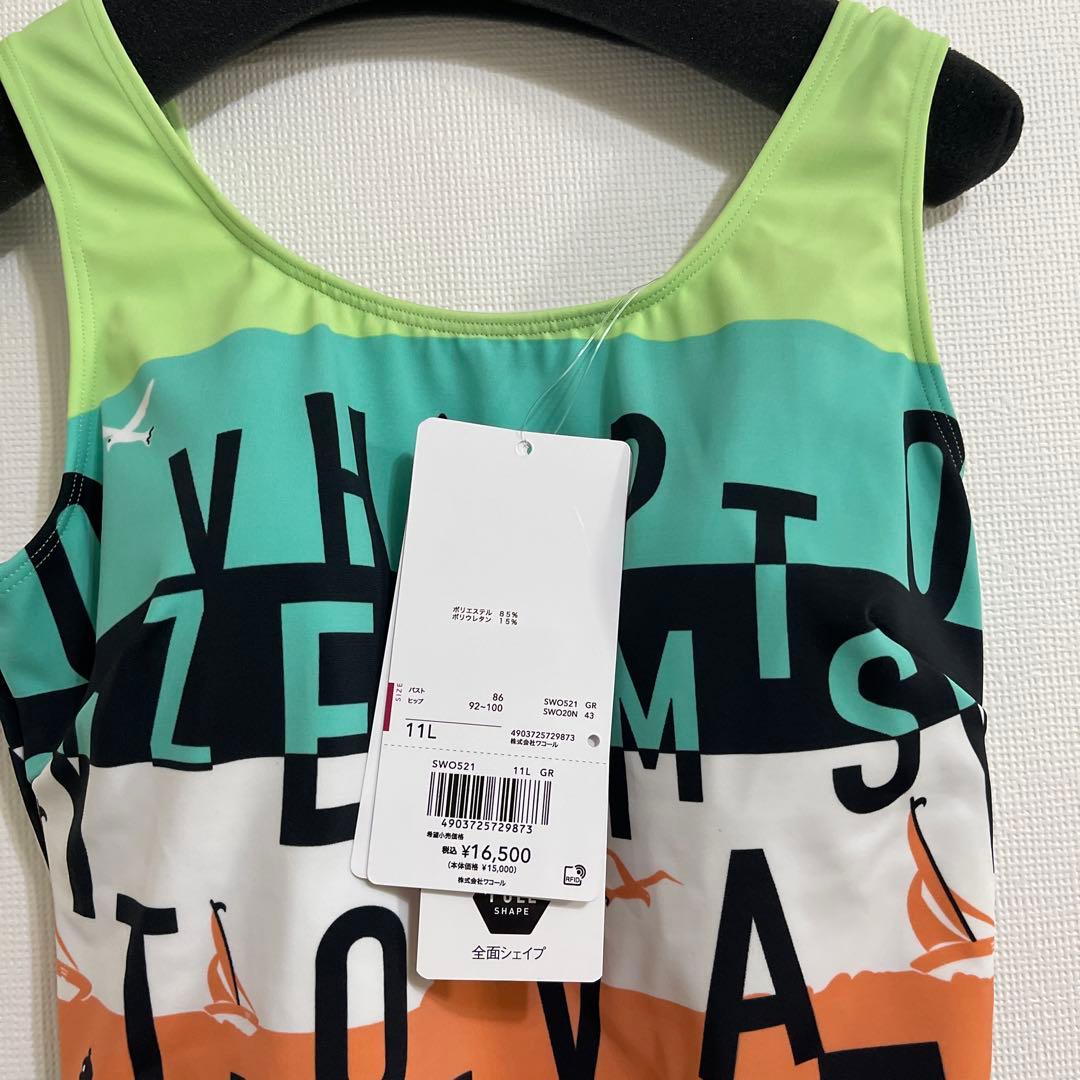 V H P T O
Z E M S
T O V A
ポリエステル 85%
ポリウレタン 15%
SIZE
バスト 86
ヒップ 92~100
11L
SWO521 GR
SWO20N 43
4903725729873
株式会社ワコール
SWO521 11L GR
4903725729873
希望小売価格
税込 ¥16,500
(本体価格 ¥15,000)
株式会社ワコール
RFID
FULL
SHAPE
全面シェイプ